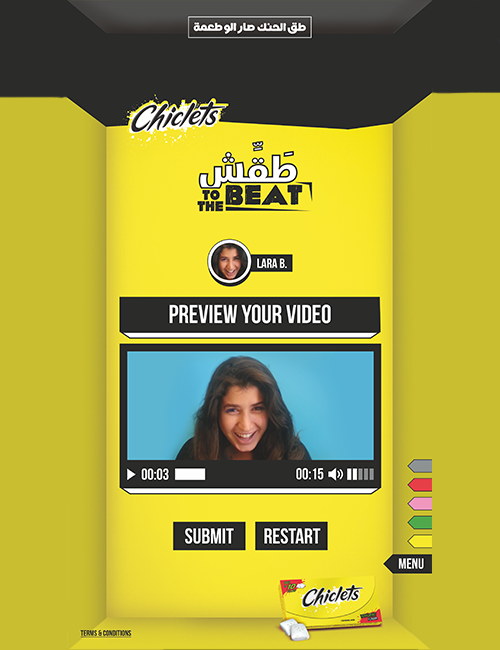 طق الحنك صار الو طعمة
Chiclets
طَقِّش
TO THE BEAT
LARA B.
PREVIEW YOUR VIDEO
00:03
00:15
SUBMIT
RESTART
MENU
Chiclets
TERMS & CONDITIONS